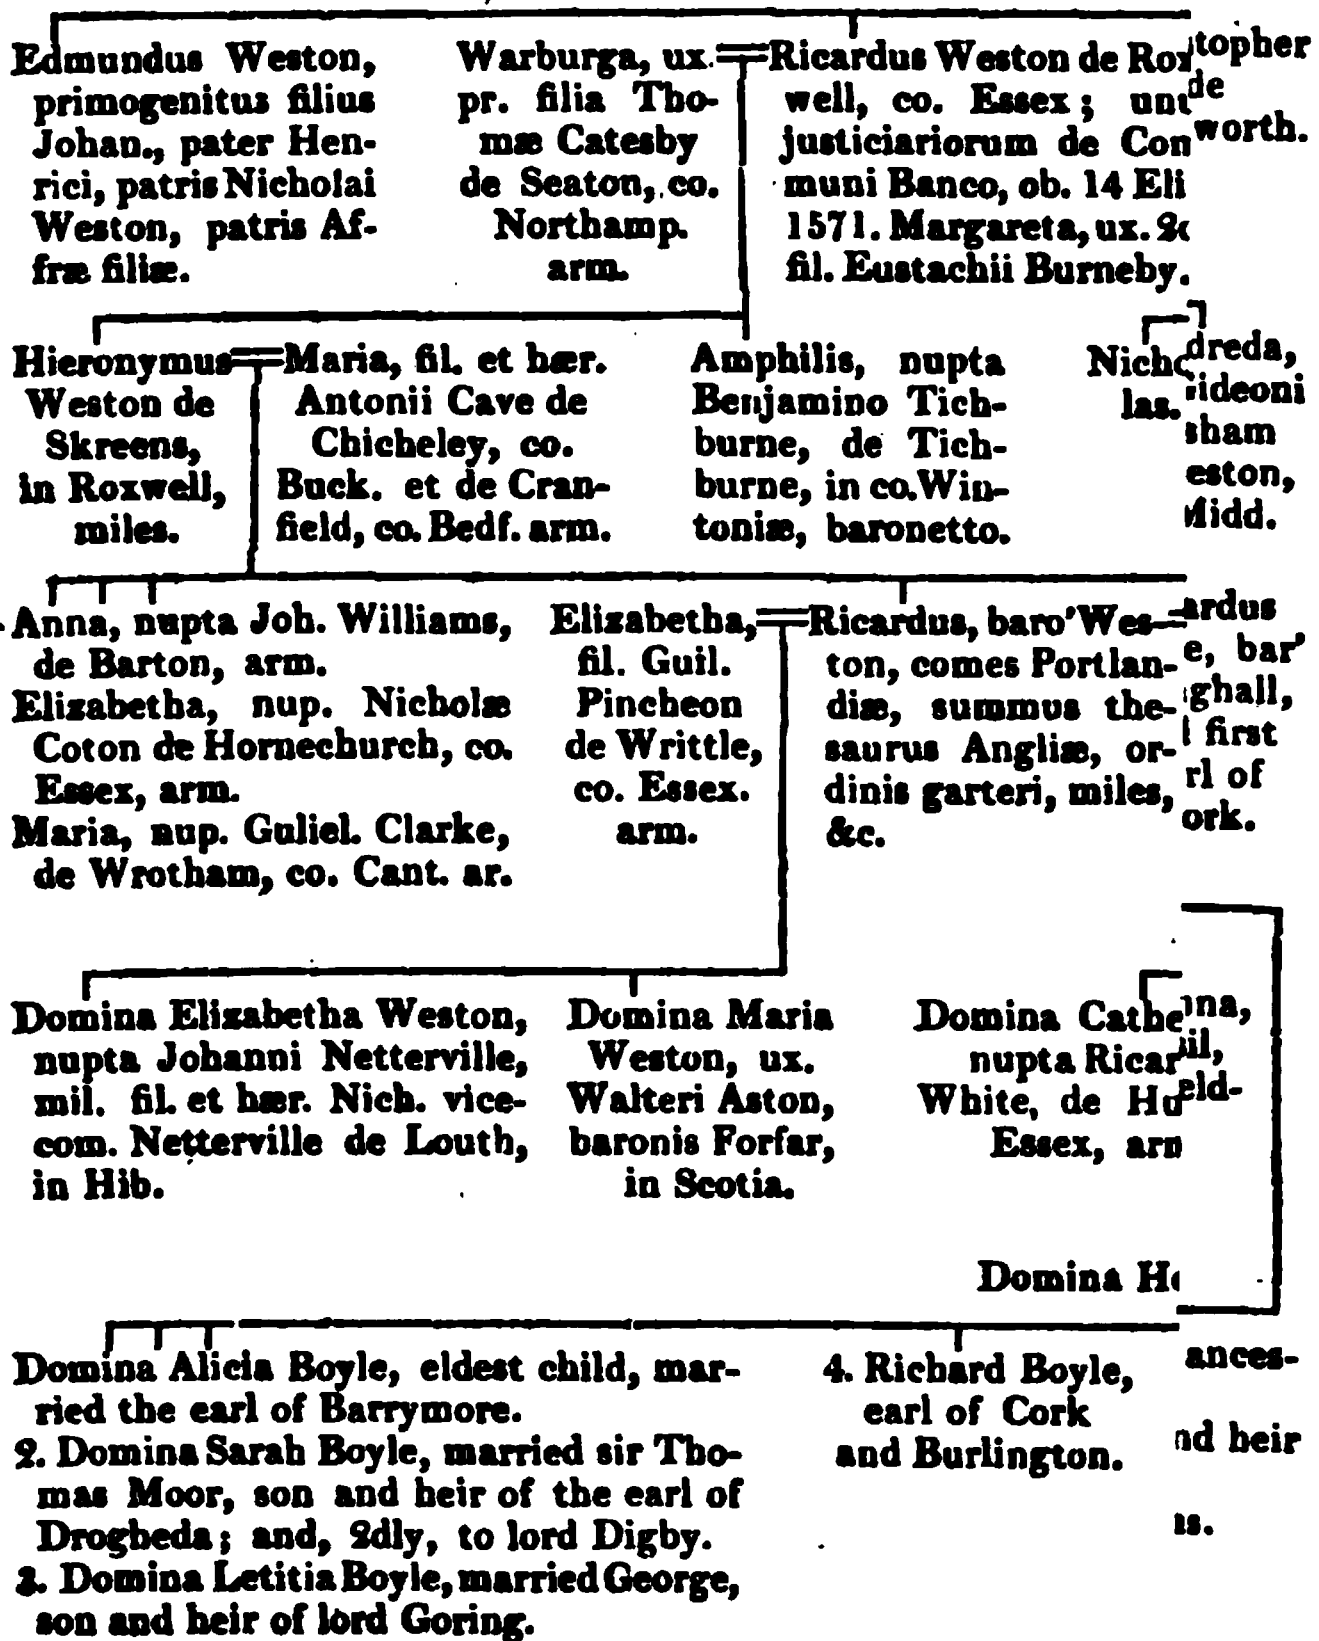 Edmundus Weston,
primogenitus filius
Johan., pater Hen-
rici, patris Nicholai
Weston, patris Af-
fræ filiæ.
Warburga, ux.
pr. filia Tho-
mæ Catesby
de Seaton, co.
Northamp.
arm.
Ricardus Weston de Rox
well, co. Essex; unu
justiciariorum de Com
muni Banco, ob. 14 Eli
1571. Margareta, ux.
fil. Eustachii Burneby.
topher
de
worth.
Hieronymus
Weston de
Skreens,
in Roxwell,
miles.
Maria, fil. et hær.
Antonii Cave de
Chicheley, co.
Buck. et de Cran-
field, co. Bedf. arm.
Amphilis, nupta
Benjamino Tich-
burne, de Tich-
burne, in co. Win-
toniæ, baronetto.
Nicho
las.
dreda,
ideoni
sham
eston,
Midd.
Anna, nupta Joh. Williams,
de Barton, arm.
Elizabetha, nup. Nicholæ
Coton de Hornechurch, co.
Essex, arm.
Maria, nup. Guliel. Clarke,
de Wrotham, co. Cant. ar.
Elizabetha,
fil. Guil.
Pincheon
de Writtle,
co. Essex.
arm.
Ricardus, baro' Wes-
ton, comes Portlan-
diæ, summus the-
saurus Angliæ, or-
dinis garteri, miles,
&c.
ardus
e, bar'
ghall,
first
rl of
ork.
Domina Elizabetha Weston,
nupta Johanni Netterville,
mil. fil. et hær. Nich. vice-
com. Netterville de Louth,
in Hib.
Domina Maria
Weston, ux.
Walteri Aston,
baronis Forfar,
in Scotia.
Domina Cathe
nupta Ricar
White, de Hu
Essex, arm
ina,
il,
eld-
Domina He
Domina Alicia Boyle, eldest child, mar-
ried the earl of Barrymore.
2. Domina Sarah Boyle, married sir Tho-
mas Moor, son and heir of the earl of
Drogheda; and, 2dly, to lord Digby.
3. Domina Letitia Boyle, married George,
son and heir of lord Goring.
4. Richard Boyle,
earl of Cork
and Burlington.
ances-
nd heir
is.